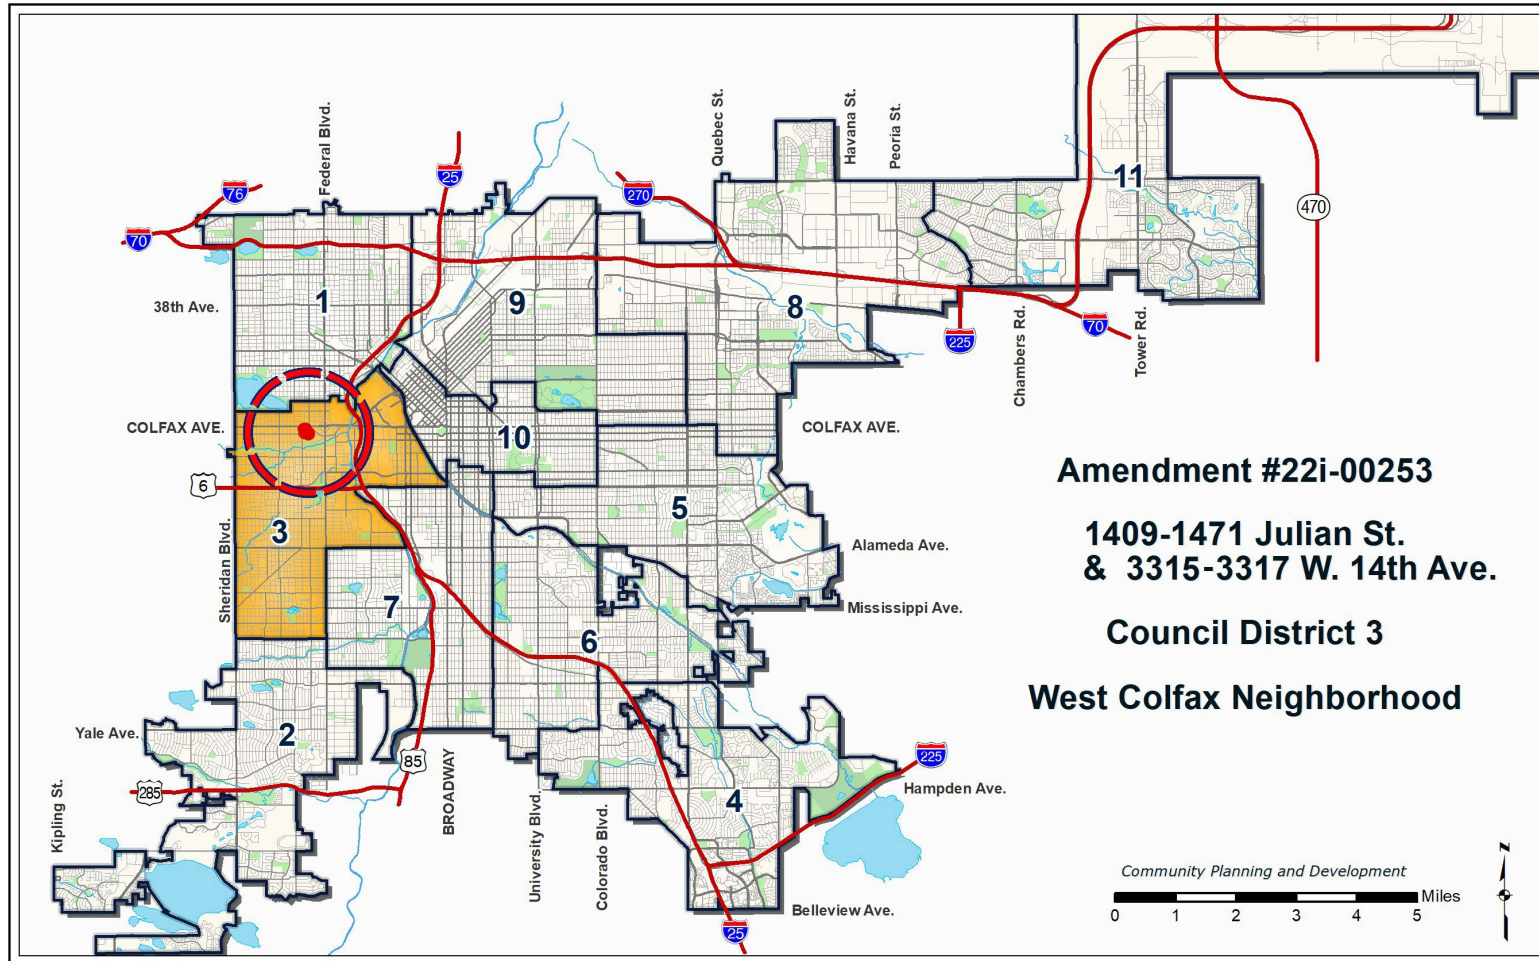 Federal Blvd.
Quebec St.
Havana St.
Peoria St.
76
25
270
11
470
70
38th Ave.
1
9
8
225
70
Chambers Rd.
Tower Rd.
COLFAX AVE.
10
COLFAX AVE.
6
3
5
Sheridan Blvd.
Alameda Ave.
7
Mississippi Ave.
6
Yale Ave.
2
85
285
BROADWAY
Kipling St.
University Blvd.
Colorado Blvd.
4
225
Hampden Ave.
Belleview Ave.
25
Amendment #22i-00253
1409-1471 Julian St.
& 3315-3317 W. 14th Ave.
Council District 3
West Colfax Neighborhood
Community Planning and Development
Miles
0 1 2 3 4 5
z